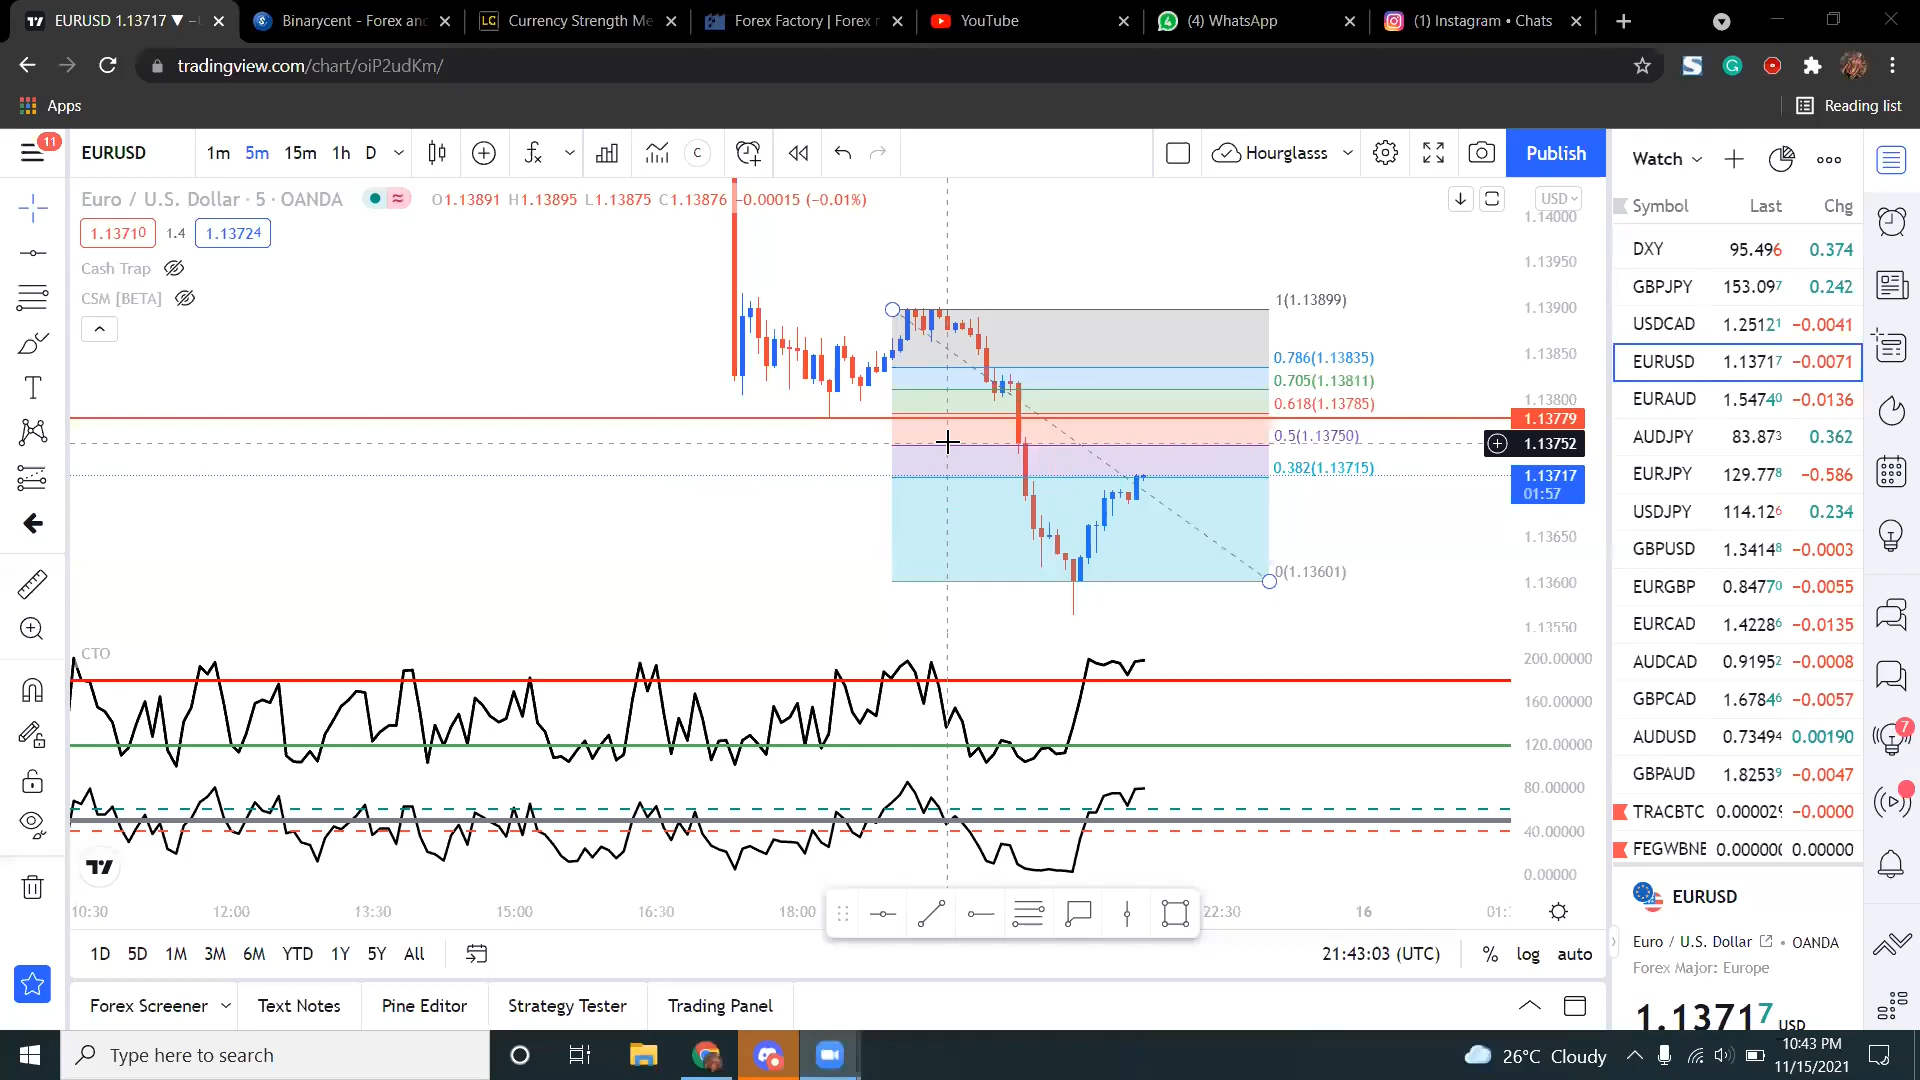 EURUSD 1.13717 ▼ −
Binarycent - Forex and
Currency Strength Me
Forex Factory | Forex
YouTube
(4) WhatsApp
(1) Instagram • Chats
tradingview.com/chart/oiP2udKm/
Apps
Reading list
11
EURUSD
1m 5m 15m 1h D
C
Hourglasss
Publish
Watch
Euro / U.S. Dollar · 5 · OANDA
O1.13891 H1.13895 L1.13875 C1.13876 −0.00015 (−0.01%)
USD
1.13710 1.4 1.13724
Cash Trap
CSM [BETA]
1(1.13899)
0.786(1.13835)
0.705(1.13811)
0.618(1.13785)
0.5(1.13750)
0.382(1.13715)
0(1.13601)
1.14000
1.13950
1.13900
1.13850
1.13800
1.13779
1.13752
1.13717
01:57
1.13650
1.13600
1.13550
CTO
200.00000
160.00000
120.00000
80.00000
40.00000
0.00000
10:30 12:00 13:30 15:00 16:30 18:00 22:30 16 01:
1D 5D 1M 3M 6M YTD 1Y 5Y All
21:43:03 (UTC) % log auto
Forex Screener Text Notes Pine Editor Strategy Tester Trading Panel
Symbol Last Chg
DXY 95.496 0.374
GBPJPY 153.097 0.242
USDCAD 1.25121 −0.0041
EURUSD 1.13717 −0.0071
EURAUD 1.54740 −0.0136
AUDJPY 83.873 0.362
EURJPY 129.778 −0.586
USDJPY 114.126 0.234
GBPUSD 1.34148 −0.0003
EURGBP 0.84770 −0.0055
EURCAD 1.42286 −0.0135
AUDCAD 0.91952 −0.0008
GBPCAD 1.67846 −0.0057
AUDUSD 0.73494 0.00190
GBPAUD 1.82539 −0.0047
TRACBTC 0.000029 −0.0000
FEGWBNB 0.000000 0.00000
7
EURUSD
Euro / U.S. Dollar • OANDA
Forex Major: Europe
1.13717 USD
Type here to search
26°C Cloudy
10:43 PM
11/15/2021